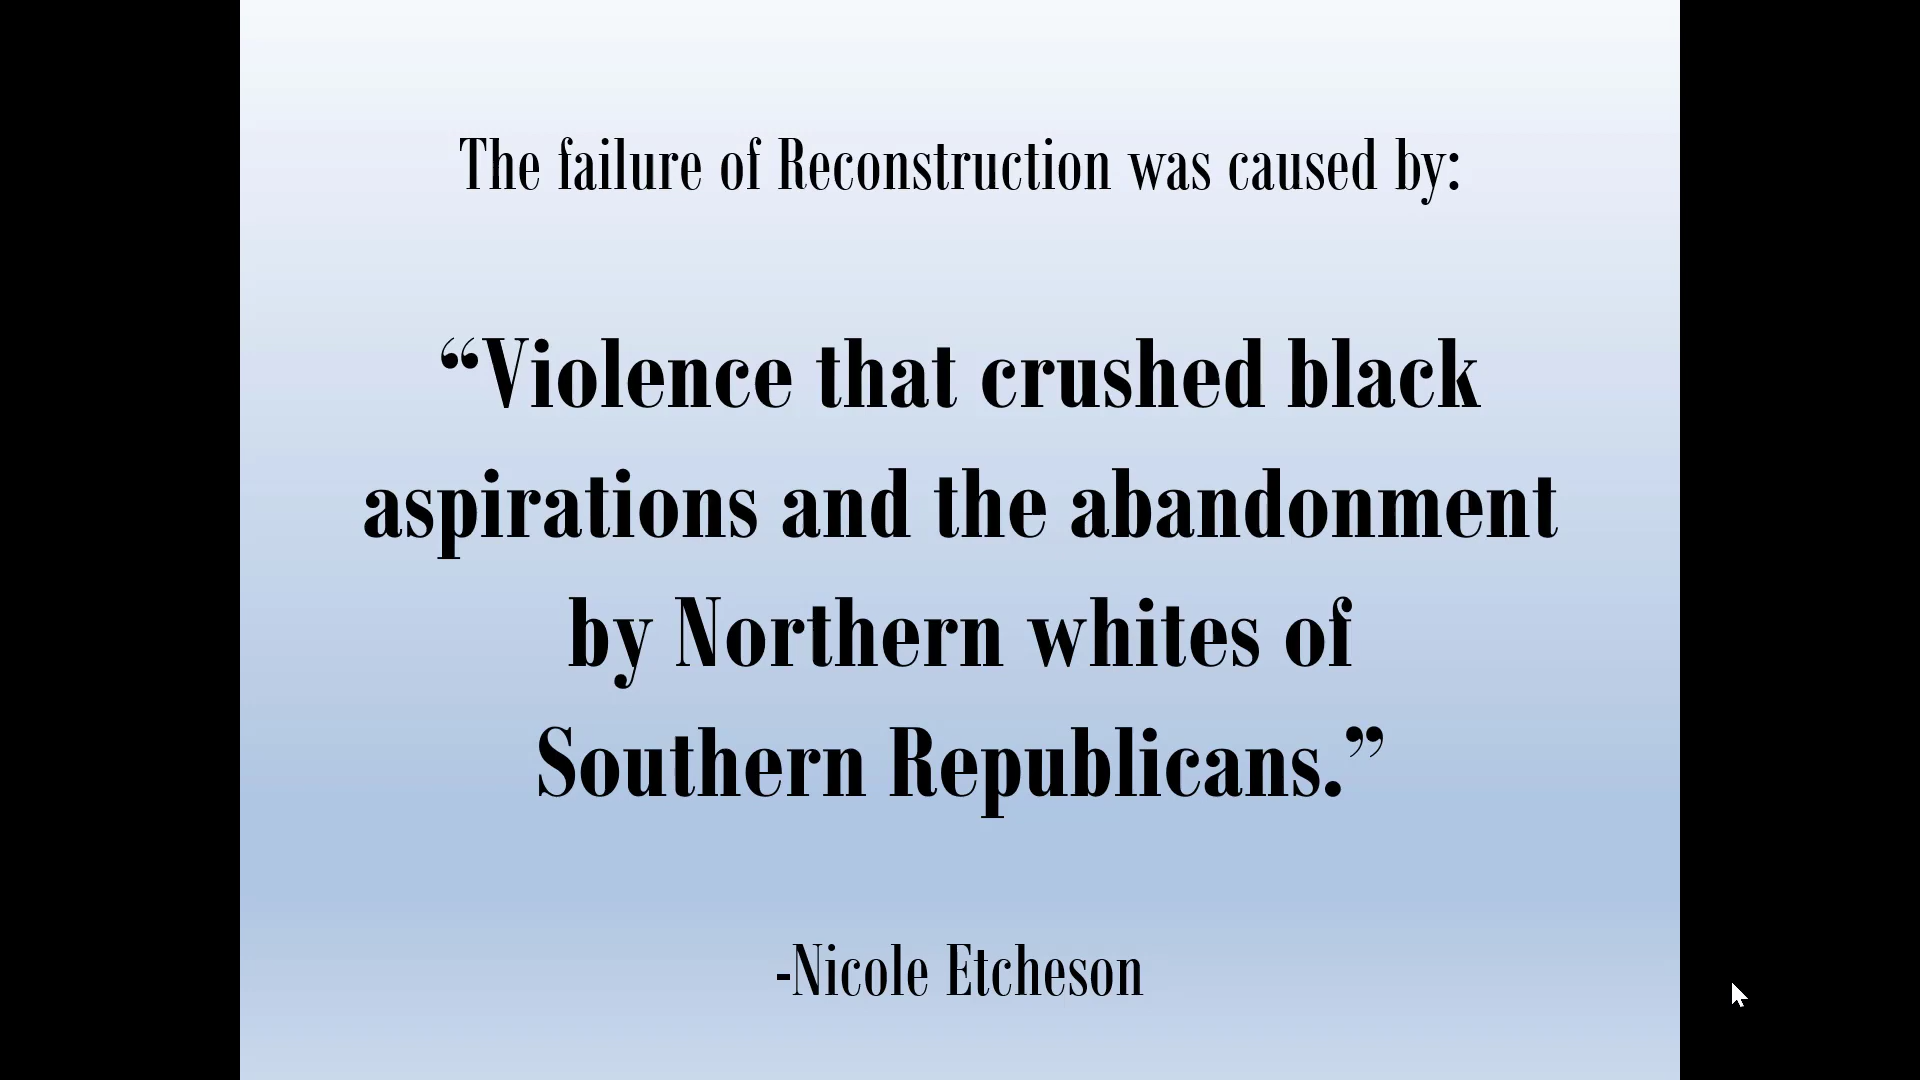 The failure of Reconstruction was caused by:
“Violence that crushed black
aspirations and the abandonment
by Northern whites of
Southern Republicans.”
-Nicole Etcheson